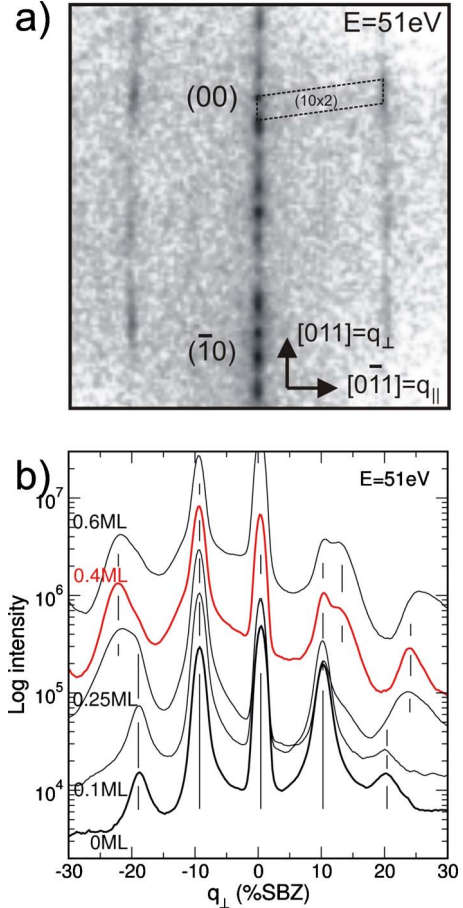 a)
E=51eV
(00)
(10x2)
(1̄0)
[011]=q⊥
[01̄1]=q||
b)
E=51eV
Log intensity
10⁷
10⁶
10⁵
10⁴
0.6ML
0.4ML
0.25ML
0.1ML
0ML
-30 -20 -10 0 10 20 30
q⊥ (%SBZ)